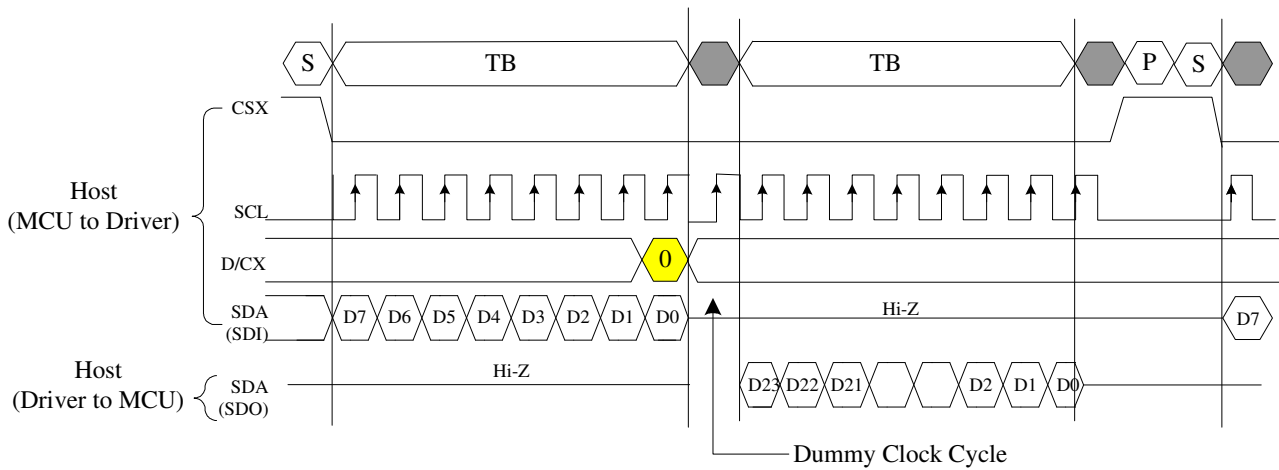 S TB TB P S
CSX
Host
(MCU to Driver)
SCL
D/CX 0
SDA
(SDI)
D7 D6 D5 D4 D3 D2 D1 D0 Hi-Z D7
Host
(Driver to MCU)
SDA
(SDO)
Hi-Z D23 D22 D21 D2 D1 D0
Dummy Clock Cycle